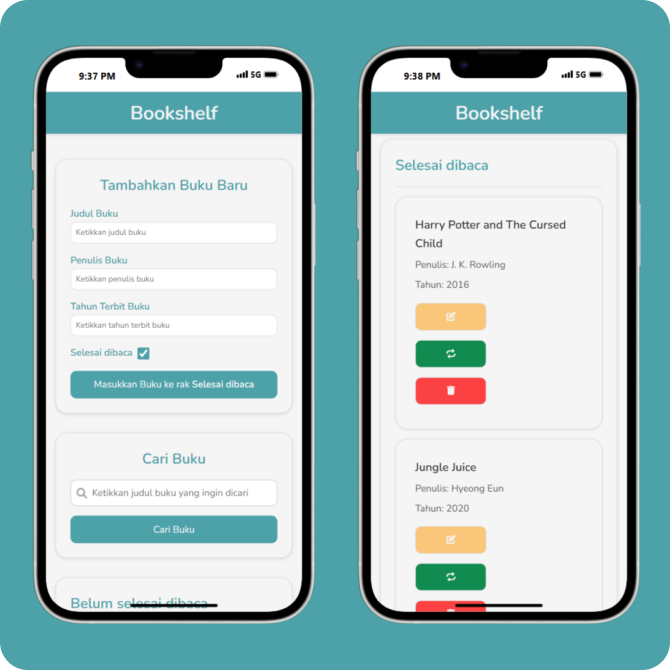 9:37 PM
5G
Bookshelf
Tambahkan Buku Baru
Judul Buku
Ketikkan judul buku
Penulis Buku
Ketikkan penulis buku
Tahun Terbit Buku
Ketikkan tahun terbit buku
Selesai dibaca
Masukkan Buku ke rak Selesai dibaca
Cari Buku
Ketikkan judul buku yang ingin dicari
Cari Buku
Belum selesai dibaca
9:38 PM
5G
Bookshelf
Selesai dibaca
Harry Potter and The Cursed
Child
Penulis: J. K. Rowling
Tahun: 2016
Jungle Juice
Penulis: Hyeong Eun
Tahun: 2020